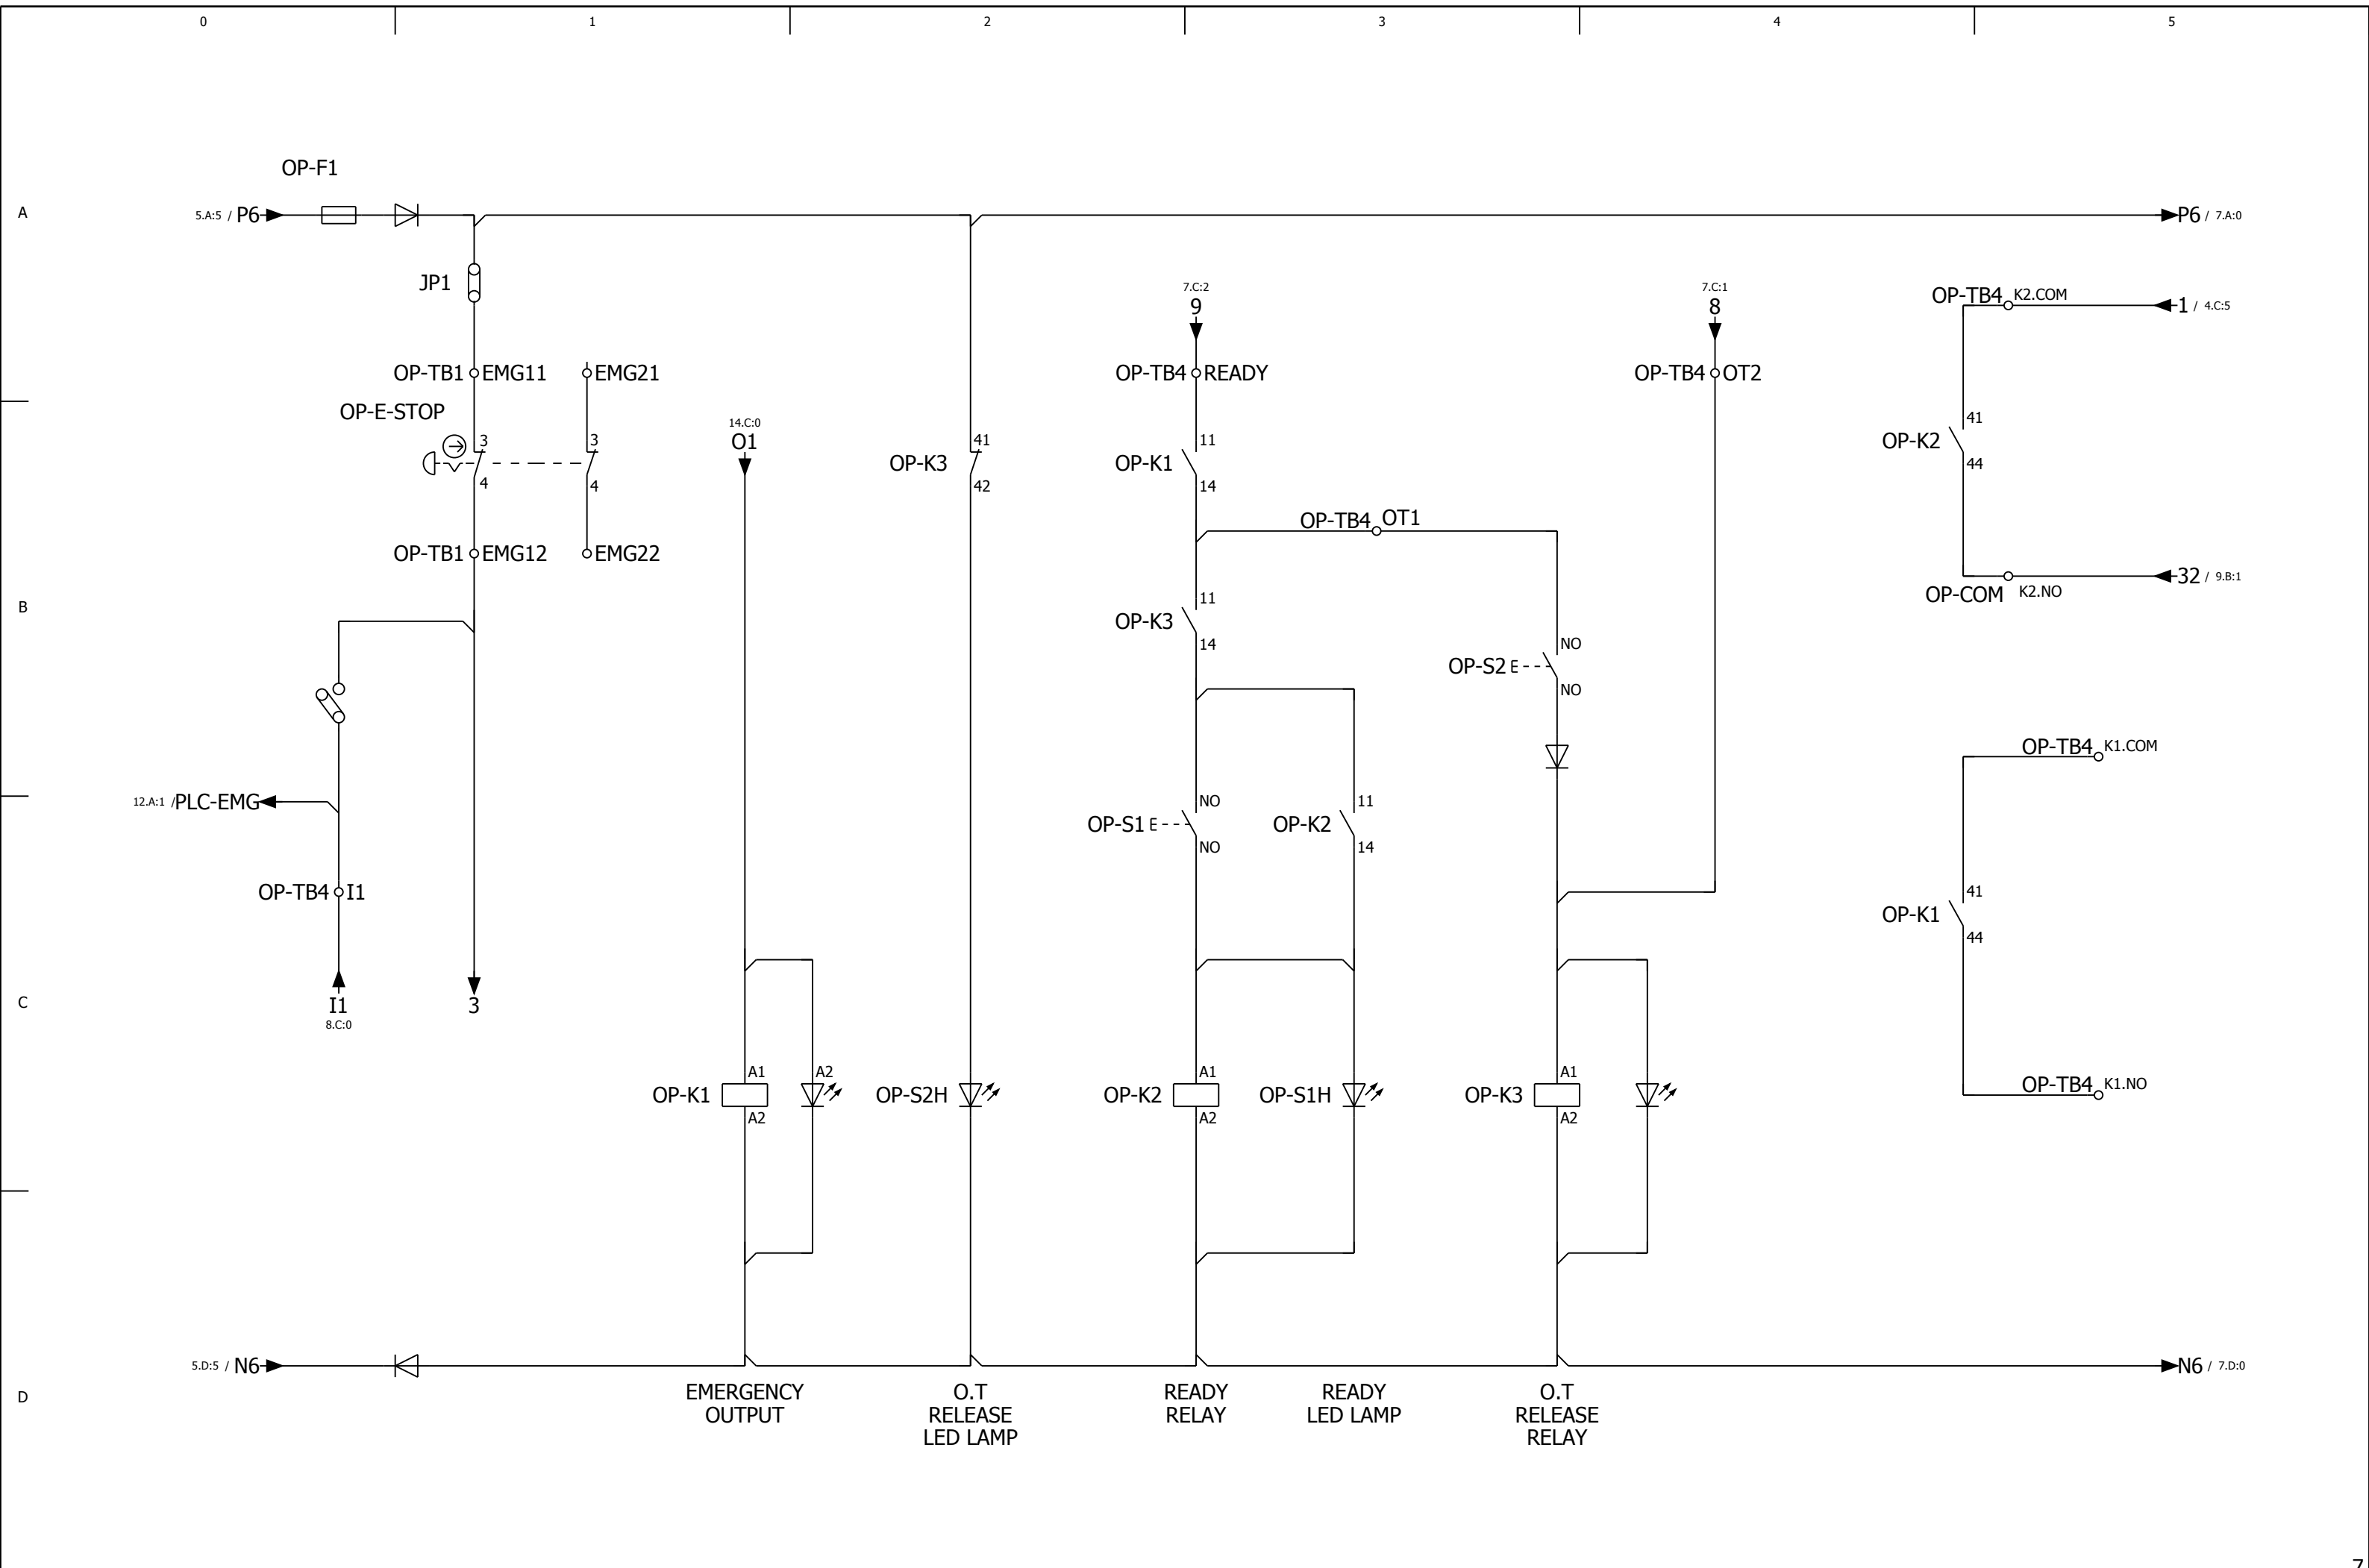 0 1 2 3 4 5
OP-F1
A
5.A:5 / P6
P6 / 7.A:0
JP1
7.C:2
9
7.C:1
8
OP-TB4 K2.COM
1 / 4.C:5
OP-TB1 EMG11
EMG21
OP-TB4 READY
OP-TB4 OT2
OP-E-STOP
3
4
3
4
14.C:0
O1
OP-K3
41
42
OP-K1
11
14
OP-K2
41
44
OP-TB4 OT1
OP-TB1 EMG12
EMG22
32 / 9.B:1
OP-COM K2.NO
B
OP-K3
11
14
OP-S2
NO
NO
OP-TB4 K1.COM
12.A:1 / PLC-EMG
OP-S1
NO
NO
OP-K2
11
14
OP-TB4 I1
OP-K1
41
44
C
I1
8.C:0
3
OP-K1
A1
A2
A2
OP-S2H
OP-K2
A1
A2
OP-S1H
OP-K3
A1
A2
OP-TB4 K1.NO
5.D:5 / N6
N6 / 7.D:0
D
EMERGENCY
OUTPUT
O.T
RELEASE
LED LAMP
READY
RELAY
READY
LED LAMP
O.T
RELEASE
RELAY
7